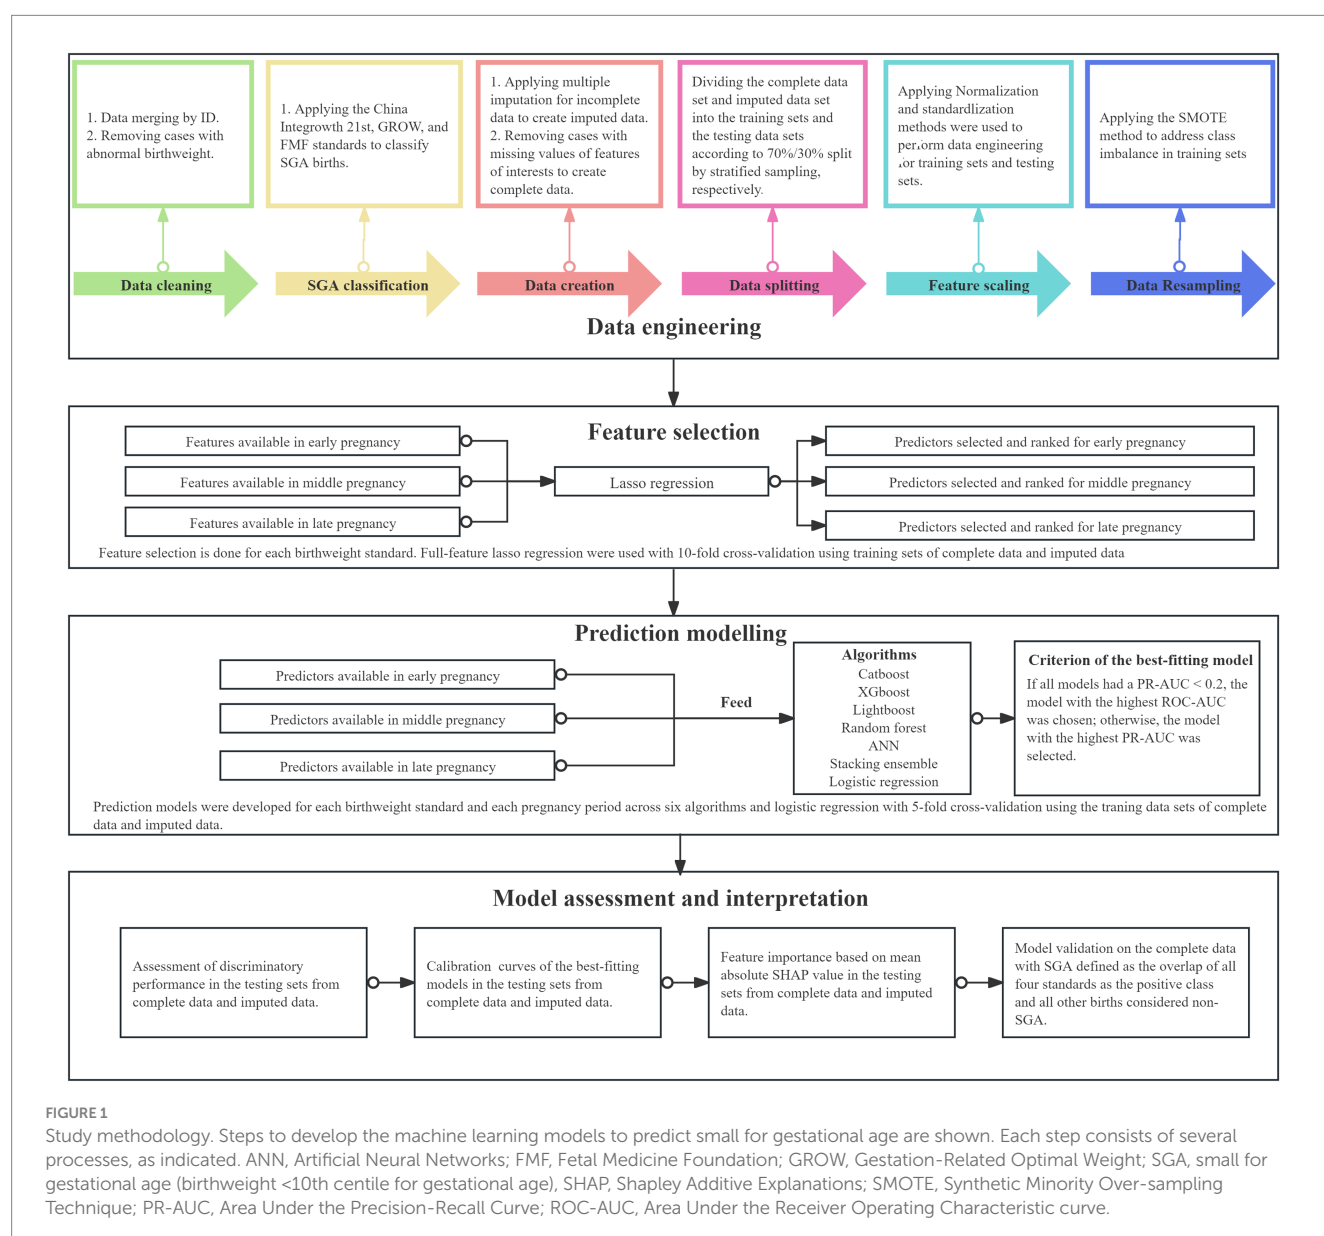 1. Data merging by ID.
2. Removing cases with
abnormal birthweight.
1. Applying the China
Integrowth 21st, GROW, and
FMF standards to classify
SGA births.
1. Applying multiple
imputation for incomplete
data to create imputed data.
2. Removing cases with
missing values of features
of interests to create
complete data.
Dividing the complete data
set and imputed data set
into the training sets and
the testing data sets
according to 70%/30% split
by stratified sampling,
respectively.
Applying Normalization
and standardlization
methods were used to
perform data engineering
for training sets and testing
sets.
Applying the SMOTE
method to address class
imbalance in training sets
Data cleaning
SGA classification
Data creation
Data splitting
Feature scaling
Data Resampling
Data engineering
Feature selection
Features available in early pregnancy
Features available in middle pregnancy
Features available in late pregnancy
Lasso regression
Predictors selected and ranked for early pregnancy
Predictors selected and ranked for middle pregnancy
Predictors selected and ranked for late pregnancy
Feature selection is done for each birthweight standard. Full-feature lasso regression were used with 10-fold cross-validation using training sets of complete data and imputed data
Prediction modelling
Predictors available in early pregnancy
Predictors available in middle pregnancy
Predictors available in late pregnancy
Feed
Algorithms
Catboost
XGboost
Lightboost
Random forest
ANN
Stacking ensemble
Logistic regression
Criterion of the best-fitting model
If all models had a PR-AUC < 0.2, the
model with the highest ROC-AUC
was chosen; otherwise, the model
with the highest PR-AUC was
selected.
Prediction models were developed for each birthweight standard and each pregnancy period across six algorithms and logistic regression with 5-fold cross-validation using the traning data sets of complete
data and imputed data.
Model assessment and interpretation
Assessment of discriminatory
performance in the testing sets from
complete data and imputed data.
Calibration curves of the best-fitting
models in the testing sets from
complete data and imputed data.
Feature importance based on mean
absolute SHAP value in the testing
sets from complete data and imputed
data.
Model validation on the complete data
with SGA defined as the overlap of all
four standards as the positive class
and all other births considered non-
SGA.
FIGURE 1
Study methodology. Steps to develop the machine learning models to predict small for gestational age are shown. Each step consists of several
processes, as indicated. ANN, Artificial Neural Networks; FMF, Fetal Medicine Foundation; GROW, Gestation-Related Optimal Weight; SGA, small for
gestational age (birthweight <10th centile for gestational age), SHAP, Shapley Additive Explanations; SMOTE, Synthetic Minority Over-sampling
Technique; PR-AUC, Area Under the Precision-Recall Curve; ROC-AUC, Area Under the Receiver Operating Characteristic curve.